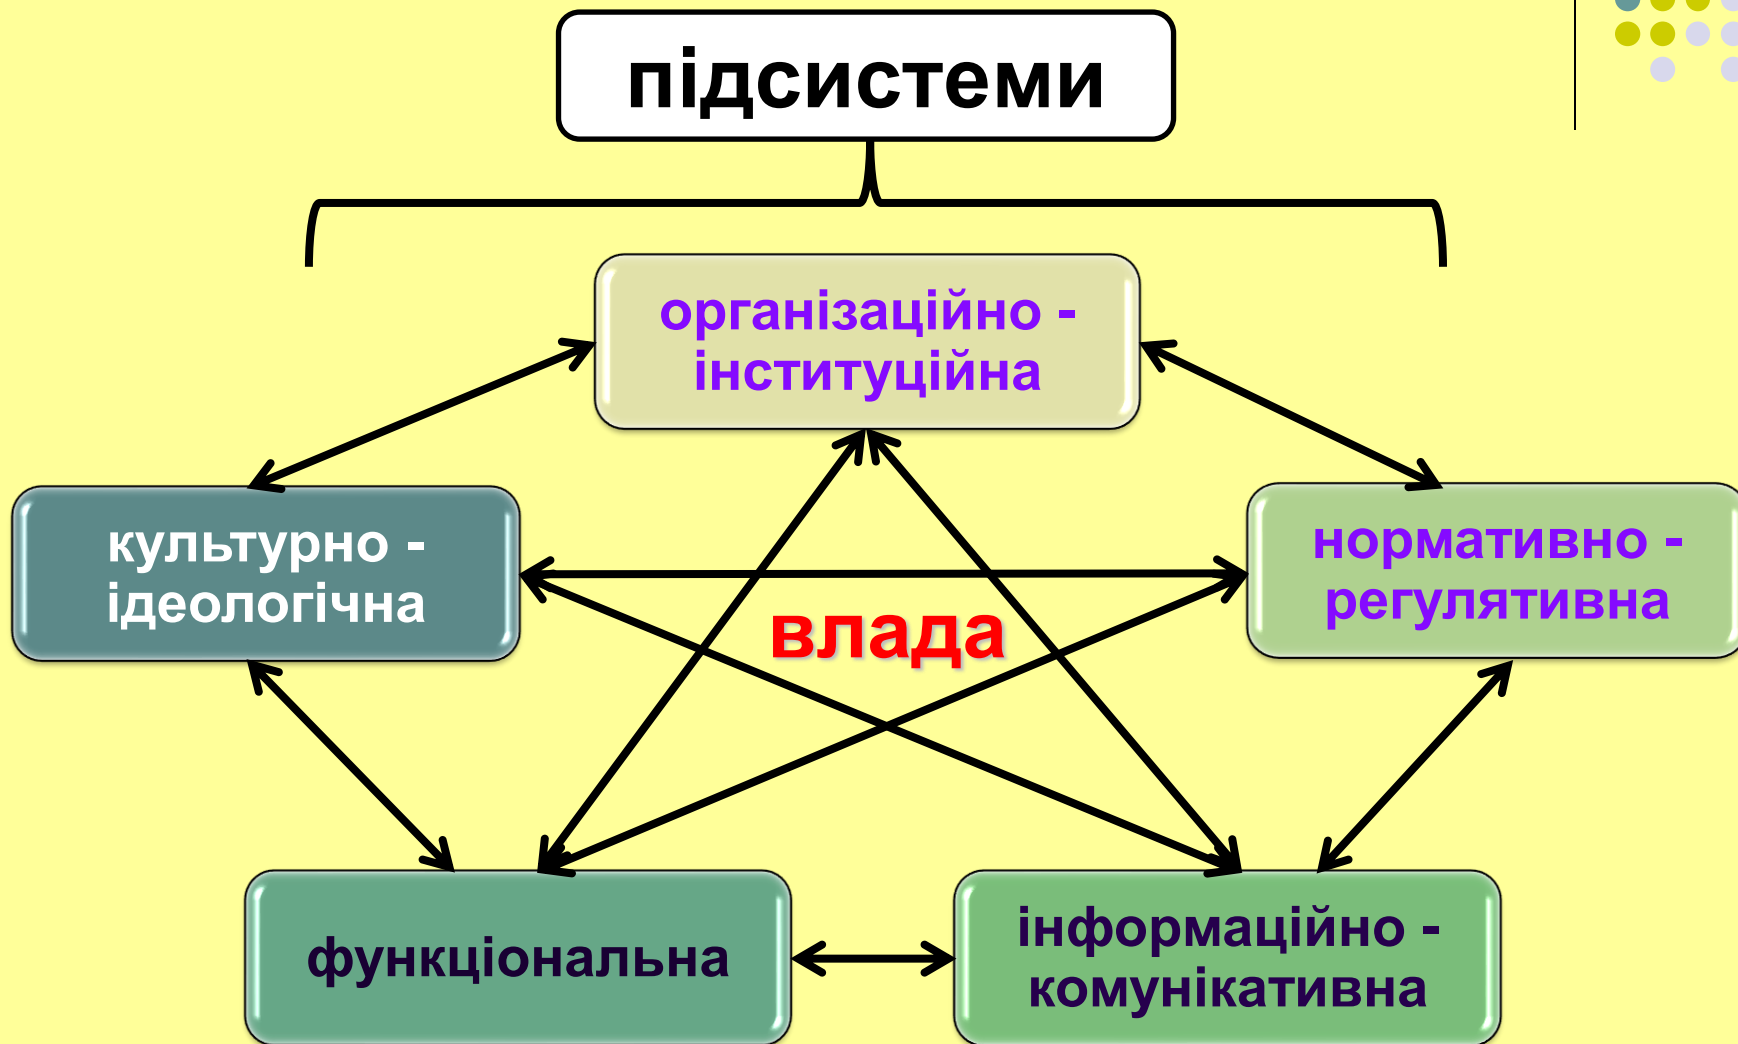 підсистеми
організаційно -
інституційна
культурно -
ідеологічна
нормативно -
регулятивна
влада
функціональна
інформаційно -
комунікативна